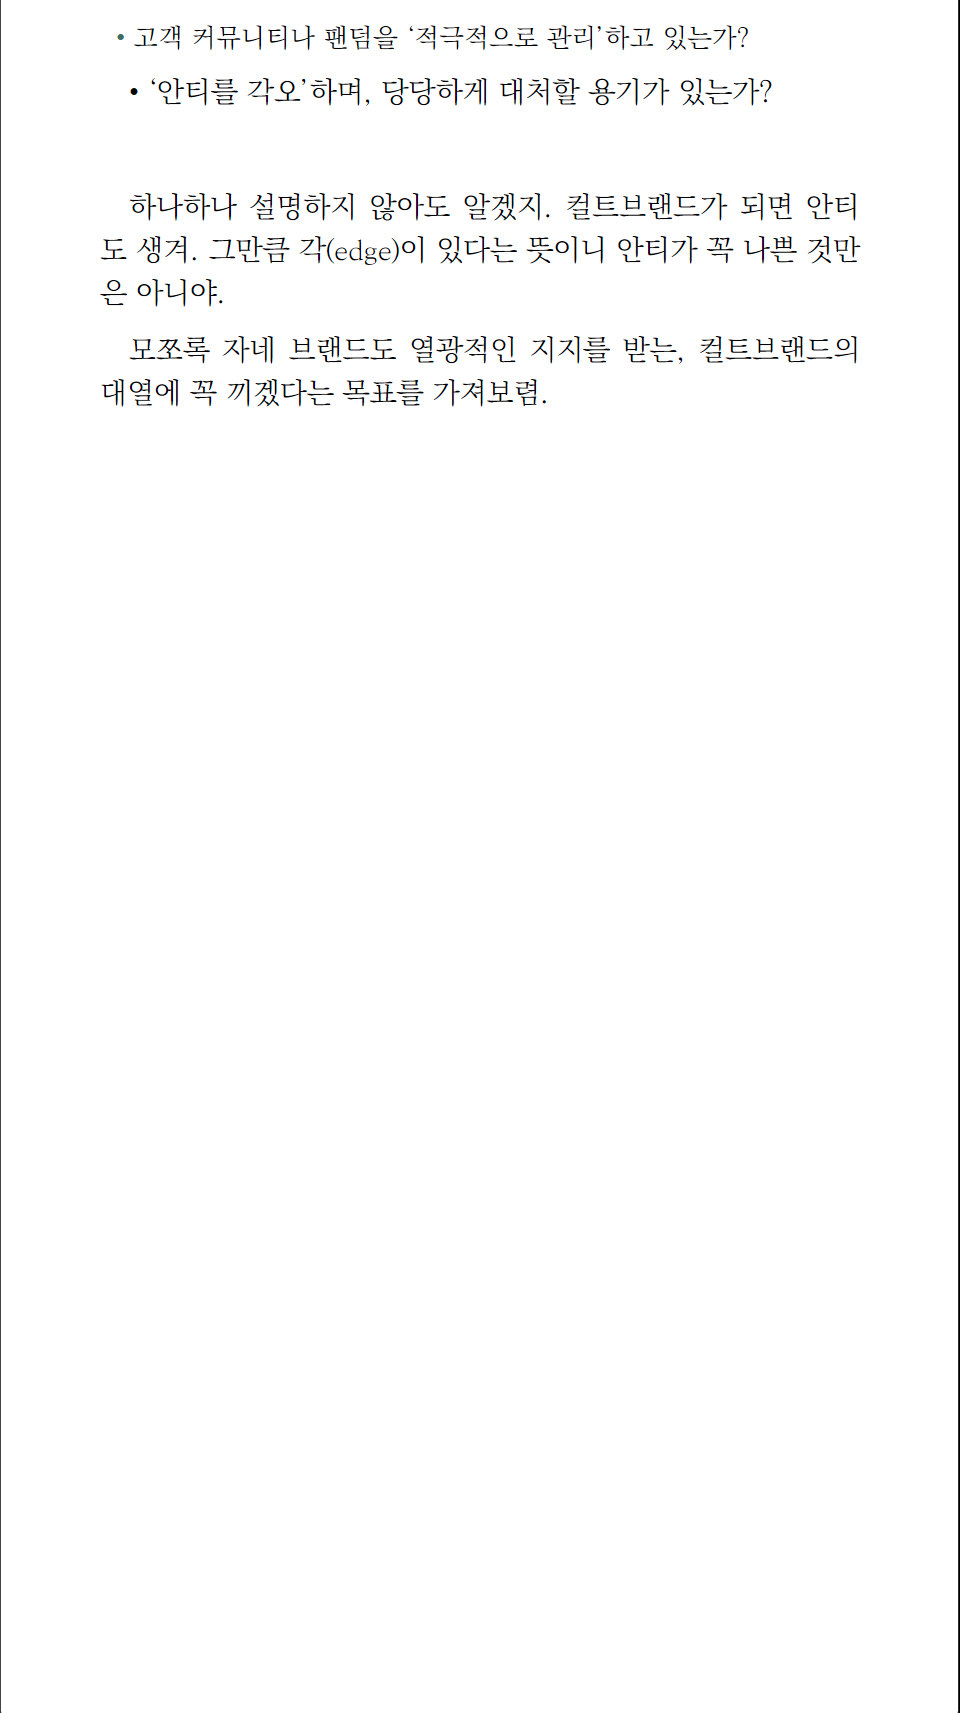 • 고객 커뮤니티나 팬덤을 ‘적극적으로 관리’하고 있는가?
• ‘안티를 각오’하며, 당당하게 대처할 용기가 있는가?
하나하나 설명하지 않아도 알겠지. 컬트브랜드가 되면 안티
도 생겨. 그만큼 각(edge)이 있다는 뜻이니 안티가 꼭 나쁜 것만
은 아니야.
모쪼록 자네 브랜드도 열광적인 지지를 받는, 컬트브랜드의
대열에 꼭 끼겠다는 목표를 가져보렴.